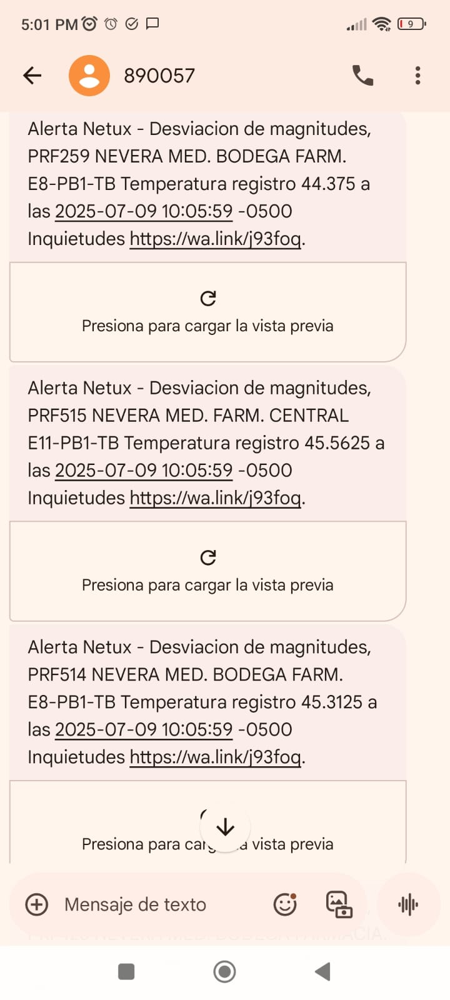 5:01 PM
9
890057
Alerta Netux - Desviacion de magnitudes,
PRF259 NEVERA MED. BODEGA FARM.
E8-PB1-TB Temperatura registro 44.375 a
las 2025-07-09 10:05:59 -0500
Inquietudes https://wa.link/j93foq.
Presiona para cargar la vista previa
Alerta Netux - Desviacion de magnitudes,
PRF515 NEVERA MED. FARM. CENTRAL
E11-PB1-TB Temperatura registro 45.5625 a
las 2025-07-09 10:05:59 -0500
Inquietudes https://wa.link/j93foq.
Presiona para cargar la vista previa
Alerta Netux - Desviacion de magnitudes,
PRF514 NEVERA MED. BODEGA FARM.
E8-PB1-TB Temperatura registro 45.3125 a
las 2025-07-09 10:05:59 -0500
Inquietudes https://wa.link/j93foq.
Presiona para vista previa
Mensaje de texto